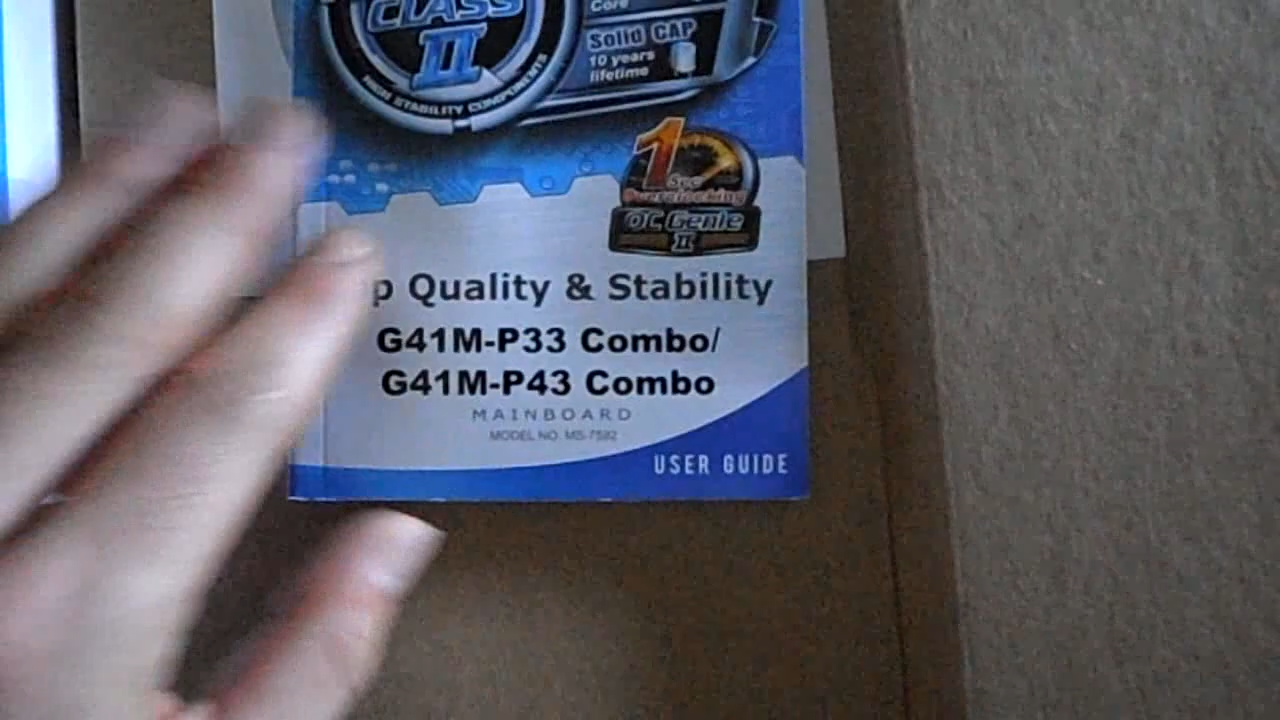 CLASS
II
HIGH STABILITY COMPONENTS
Core
Solid CAP
10 years
lifetime
1
Sec
Overclocking
OC Genie
II
p Quality & Stability
G41M-P33 Combo/
G41M-P43 Combo
MAINBOARD
MODEL NO. MS-7592
USER GUIDE